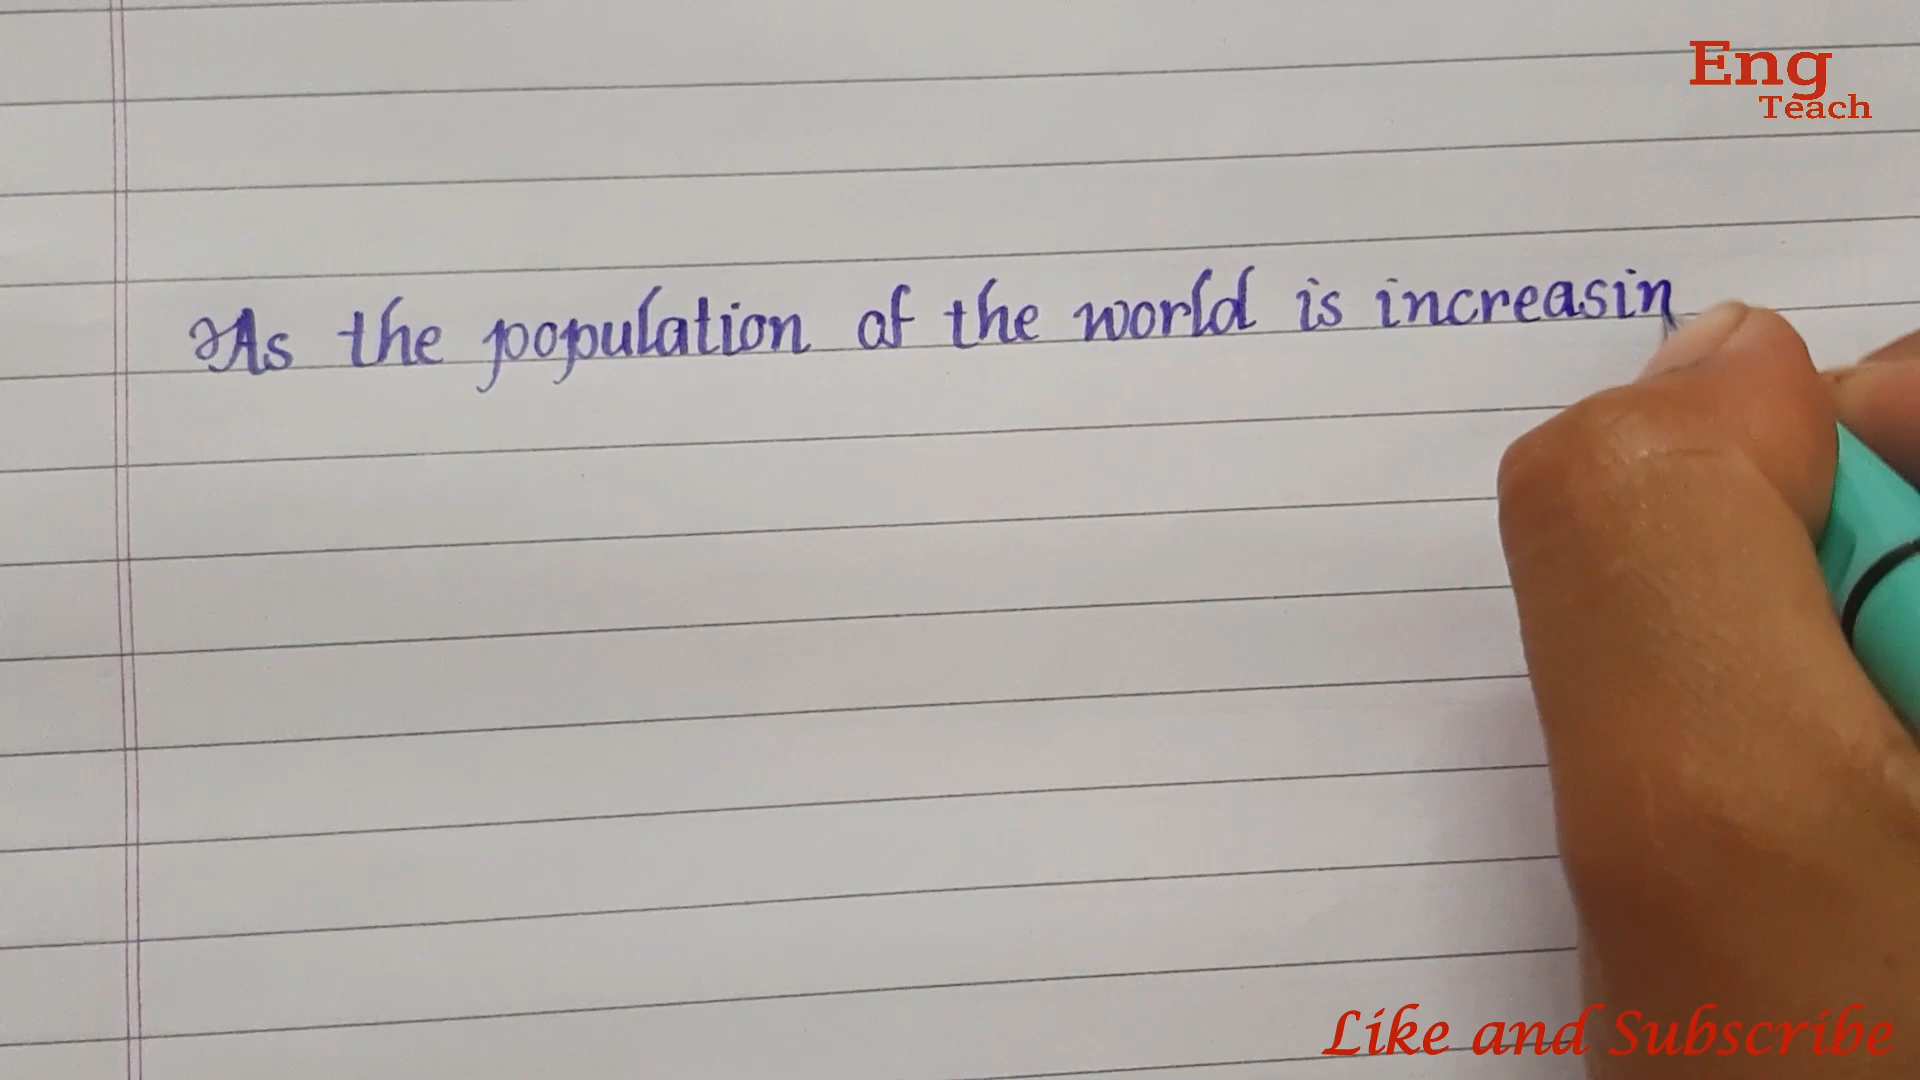 Eng
Teach
As the population of the world is increasin
Like and Subscribe